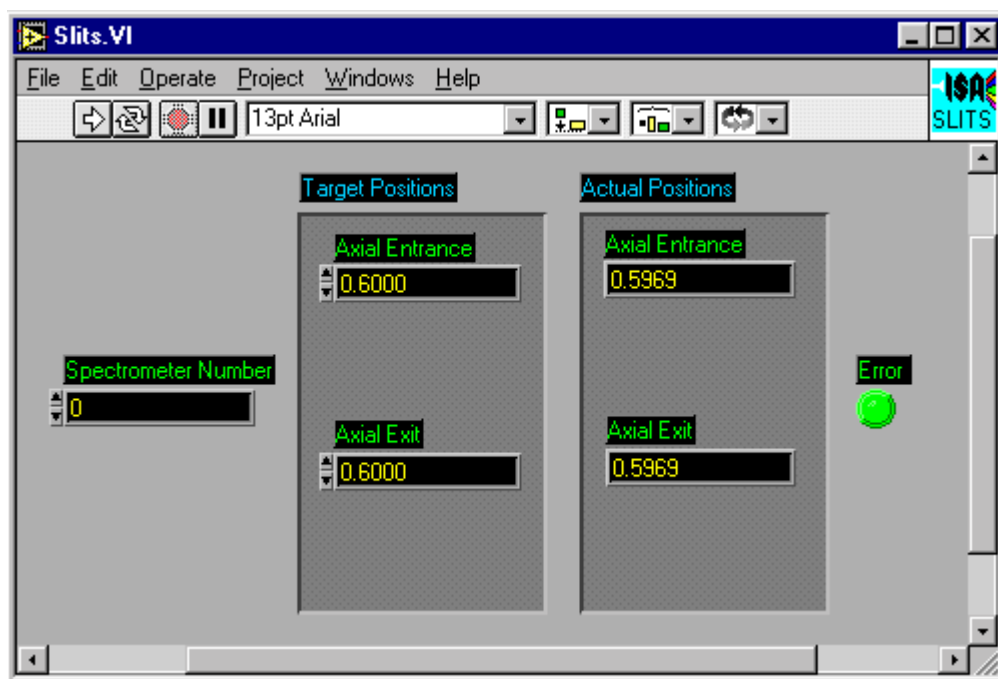 Slits.VI
File Edit Operate Project Windows Help
13pt Arial
ISA
SLITS
Target Positions
Actual Positions
Axial Entrance
0.6000
Axial Entrance
0.5969
Spectrometer Number
0
Error
Axial Exit
0.6000
Axial Exit
0.5969